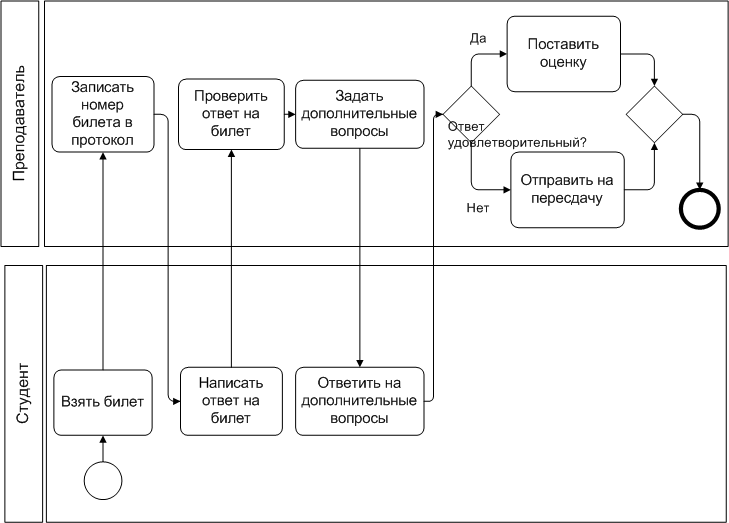 Преподаватель
Записать
номер
билета в
протокол
Проверить
ответ на
билет
Задать
дополнительные
вопросы
Да
Ответ
удовлетворительный?
Нет
Поставить
оценку
Отправить на
пересдачу
Студент
Взять билет
Написать
ответ на
билет
Ответить на
дополнительные
вопросы